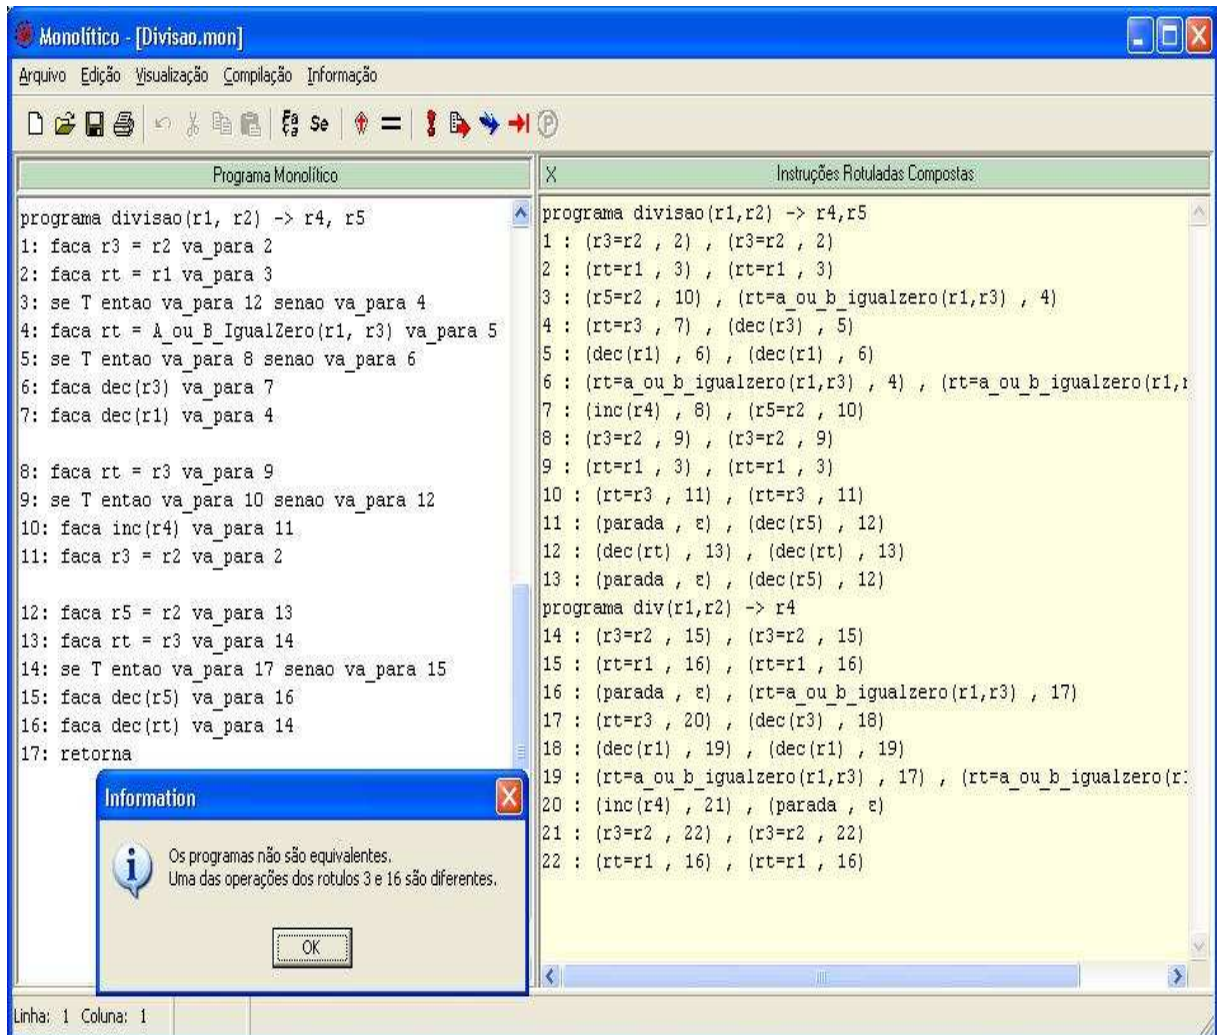 Monolítico - [Divisao.mon]
Arquivo Edição Visualização Compilação Informação
Se
P
Programa Monolítico
programa divisao(r1, r2) -> r4, r5
1: faca r3 = r2 va_para 2
2: faca rt = r1 va_para 3
3: se T entao va_para 12 senao va_para 4
4: faca rt = A_ou_B_IgualZero(r1, r3) va_para 5
5: se T entao va_para 8 senao va_para 6
6: faca dec(r3) va_para 7
7: faca dec(r1) va_para 4
8: faca rt = r3 va_para 9
9: se T entao va_para 10 senao va_para 12
10: faca inc(r4) va_para 11
11: faca r3 = r2 va_para 2
12: faca r5 = r2 va_para 13
13: faca rt = r3 va_para 14
14: se T entao va_para 17 senao va_para 15
15: faca dec(r5) va_para 16
16: faca dec(rt) va_para 14
17: retorna
X Instruções Rotuladas Compostas
programa divisao(r1,r2) -> r4,r5
1 : (r3=r2 , 2) , (r3=r2 , 2)
2 : (rt=r1 , 3) , (rt=r1 , 3)
3 : (r5=r2 , 10) , (rt=a_ou_b_igualzero(r1,r3) , 4)
4 : (rt=r3 , 7) , (dec(r3) , 5)
5 : (dec(r1) , 6) , (dec(r1) , 6)
6 : (rt=a_ou_b_igualzero(r1,r3) , 4) , (rt=a_ou_b_igualzero(r1,
7 : (inc(r4) , 8) , (r5=r2 , 10)
8 : (r3=r2 , 9) , (r3=r2 , 9)
9 : (rt=r1 , 3) , (rt=r1 , 3)
10 : (rt=r3 , 11) , (rt=r3 , 11)
11 : (parada , ε) , (dec(r5) , 12)
12 : (dec(rt) , 13) , (dec(rt) , 13)
13 : (parada , ε) , (dec(r5) , 12)
programa div(r1,r2) -> r4
14 : (r3=r2 , 15) , (r3=r2 , 15)
15 : (rt=r1 , 16) , (rt=r1 , 16)
16 : (parada , ε) , (rt=a_ou_b_igualzero(r1,r3) , 17)
17 : (rt=r3 , 20) , (dec(r3) , 18)
18 : (dec(r1) , 19) , (dec(r1) , 19)
19 : (rt=a_ou_b_igualzero(r1,r3) , 17) , (rt=a_ou_b_igualzero(r
20 : (inc(r4) , 21) , (parada , ε)
21 : (r3=r2 , 22) , (r3=r2 , 22)
22 : (rt=r1 , 16) , (rt=r1 , 16)
Information
Os programas não são equivalentes.
Uma das operações dos rotulos 3 e 16 são diferentes.
OK
Linha: 1 Coluna: 1